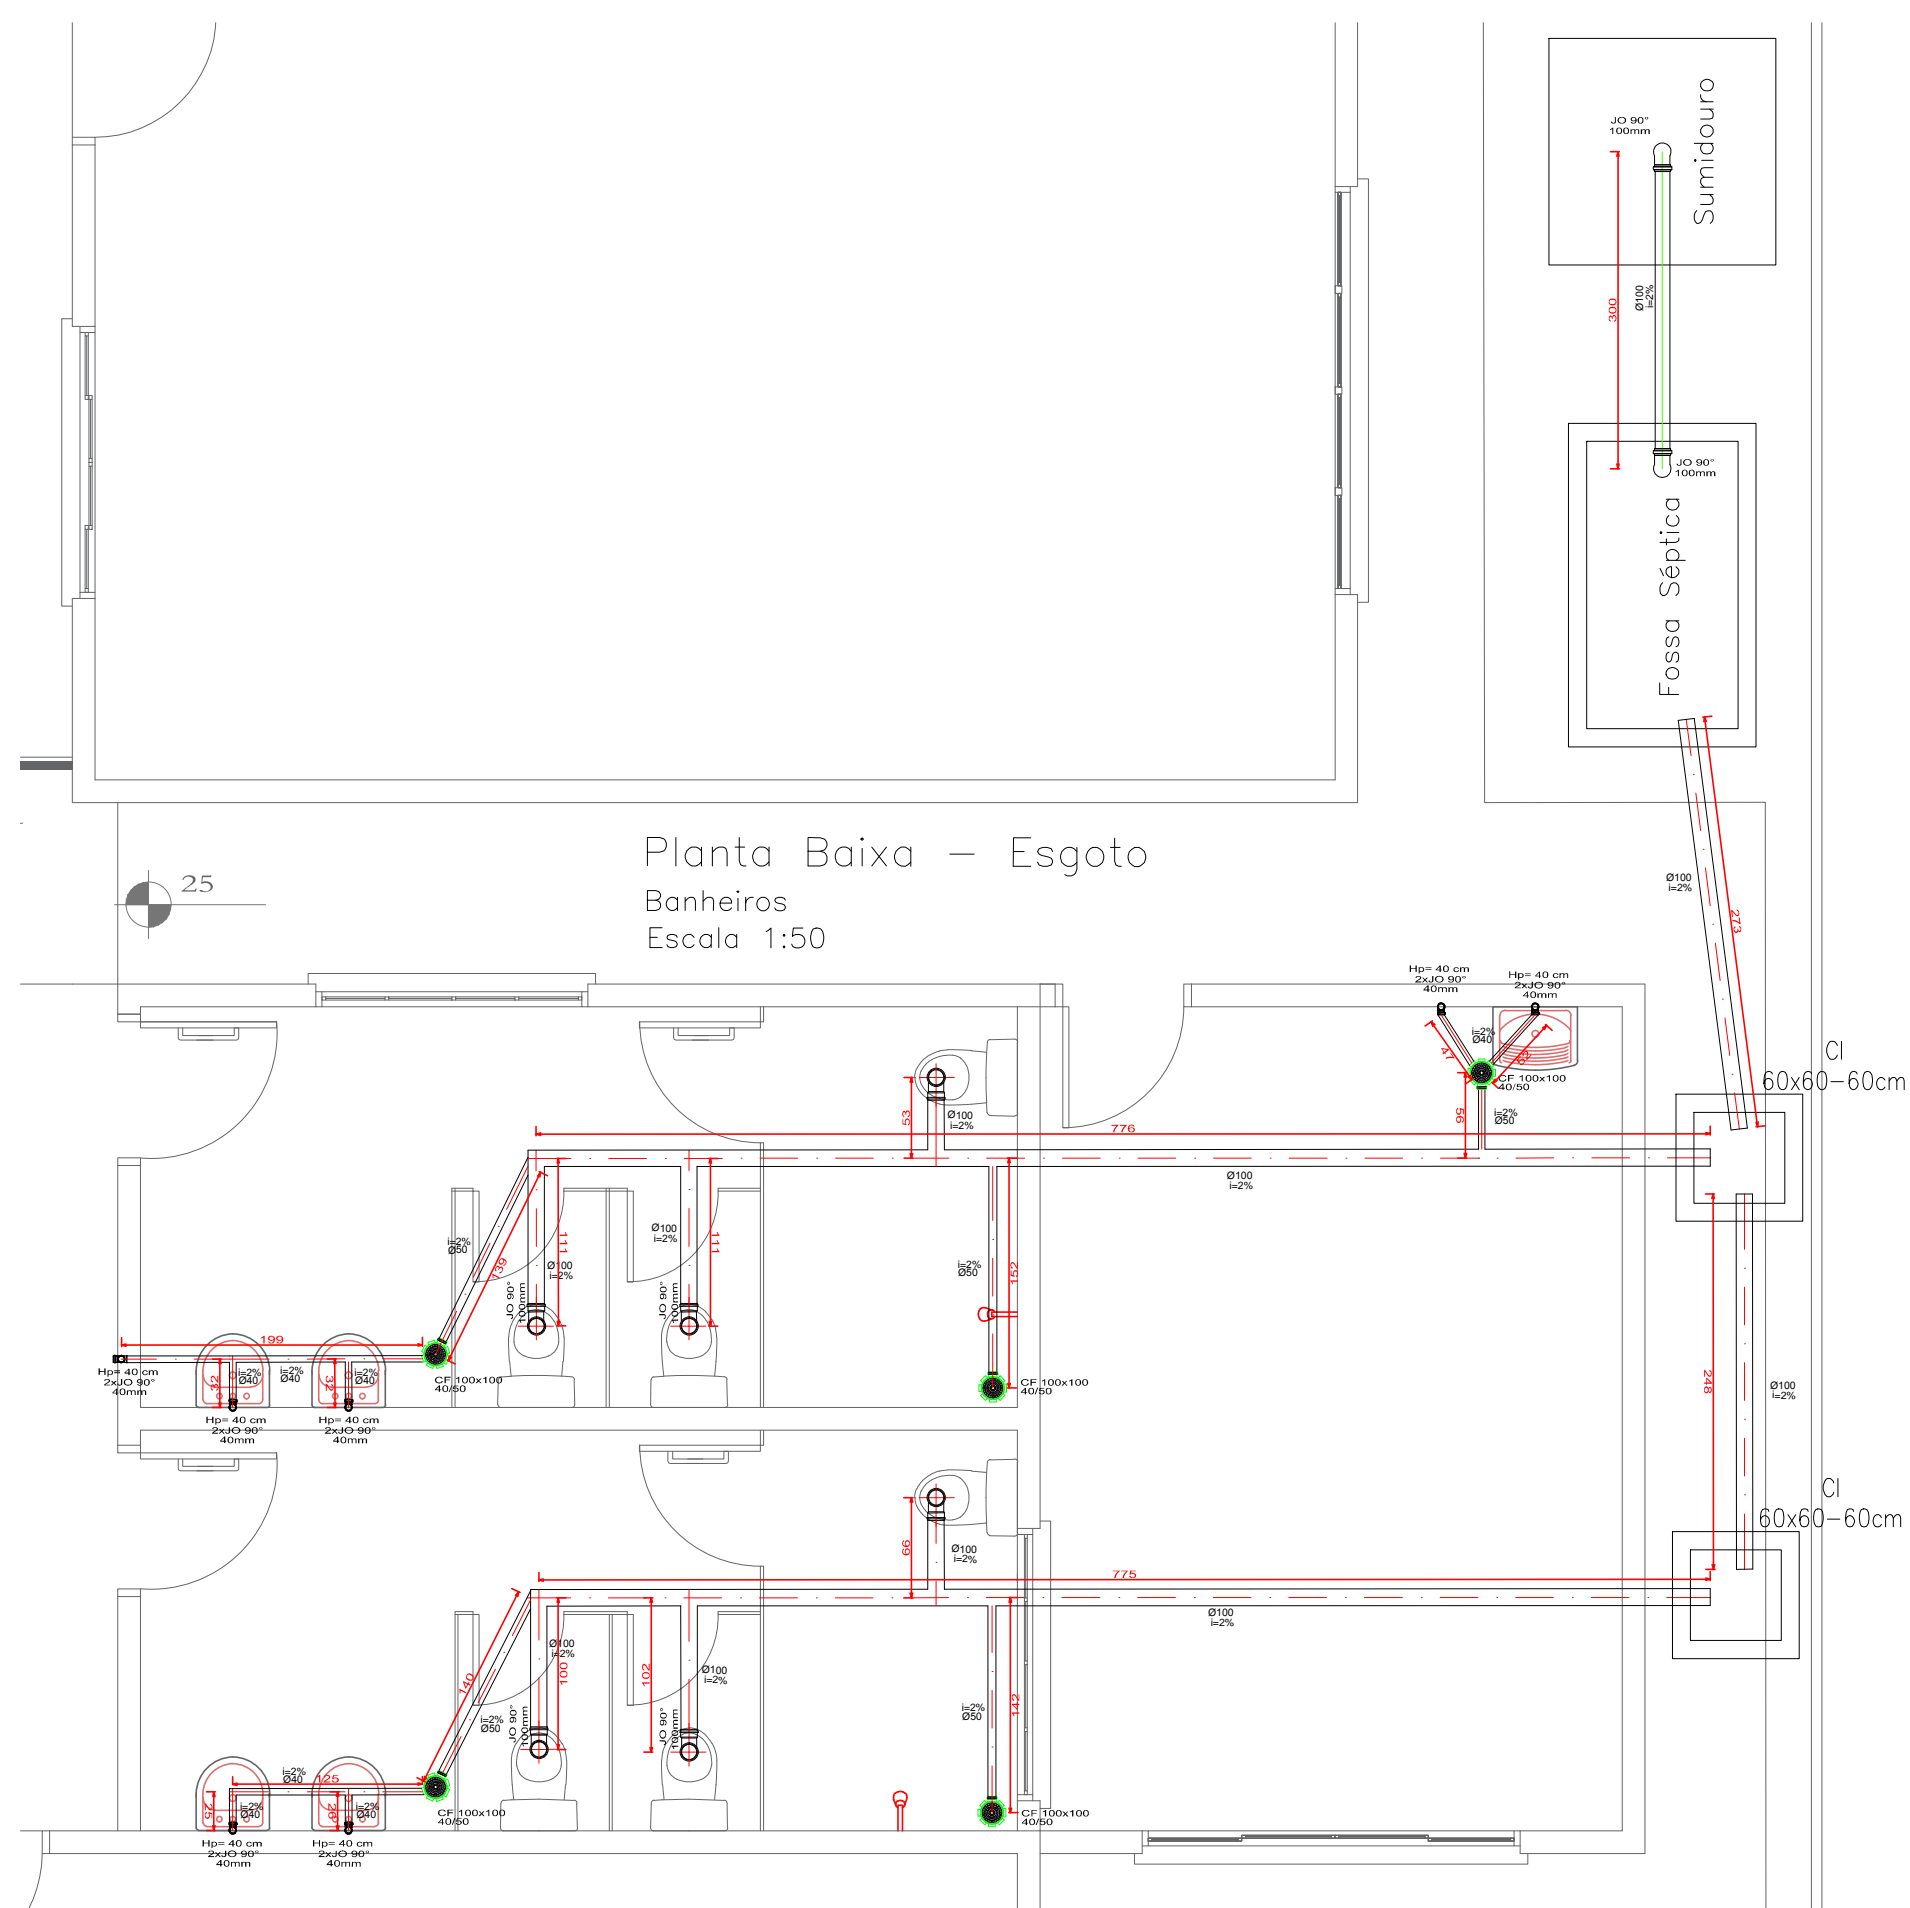 JO 90°
100mm
Sumidouro
300
Ø100
i=2%
JO 90°
100mm
Fossa Séptica
Planta Baixa – Esgoto
Banheiros
Escala 1:50
25
Ø100
i=2%
273
CI
60x60–60cm
Hp= 40 cm
2xJO 90°
40mm
Hp= 40 cm
2xJO 90°
40mm
i=2%
Ø40
47
62
CF 100x100
40/50
56
i=2%
Ø50
53
Ø100
i=2%
776
Ø100
i=2%
i=2%
Ø50
139
111
Ø100
i=2%
JO 90°
100mm
Ø100
i=2%
111
JO 90°
100mm
i=2%
Ø50
152
CF 100x100
40/50
199
Hp= 40 cm
2xJO 90°
40mm
32
i=2%
Ø40
i=2%
Ø40
32
i=2%
Ø40
CF 100x100
40/50
Hp= 40 cm
2xJO 90°
40mm
Hp= 40 cm
2xJO 90°
40mm
248
Ø100
i=2%
CI
60x60–60cm
66
Ø100
i=2%
775
Ø100
i=2%
140
i=2%
Ø50
Ø100
i=2%
100
JO 90°
100mm
102
Ø100
i=2%
JO 90°
100mm
i=2%
Ø50
142
CF 100x100
40/50
i=2%
Ø40
125
25
i=2%
Ø40
26
i=2%
Ø40
CF 100x100
40/50
Hp= 40 cm
2xJO 90°
40mm
Hp= 40 cm
2xJO 90°
40mm